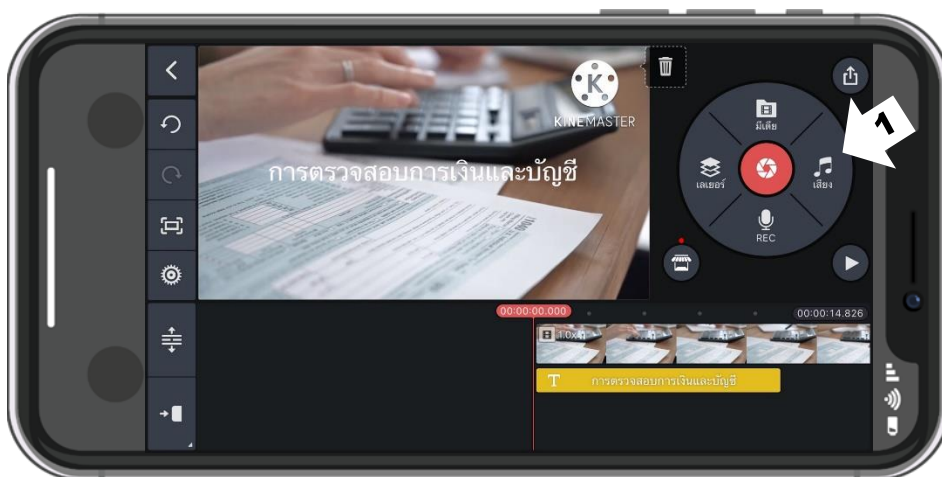 K
KINEMASTER
การตรวจสอบการเงินและบัญชี
มีเดีย
เลเยอร์
เสียง
REC
1
00:00:00.000
00:00:14.826
1.0x
T การตรวจสอบการเงินและบัญชี